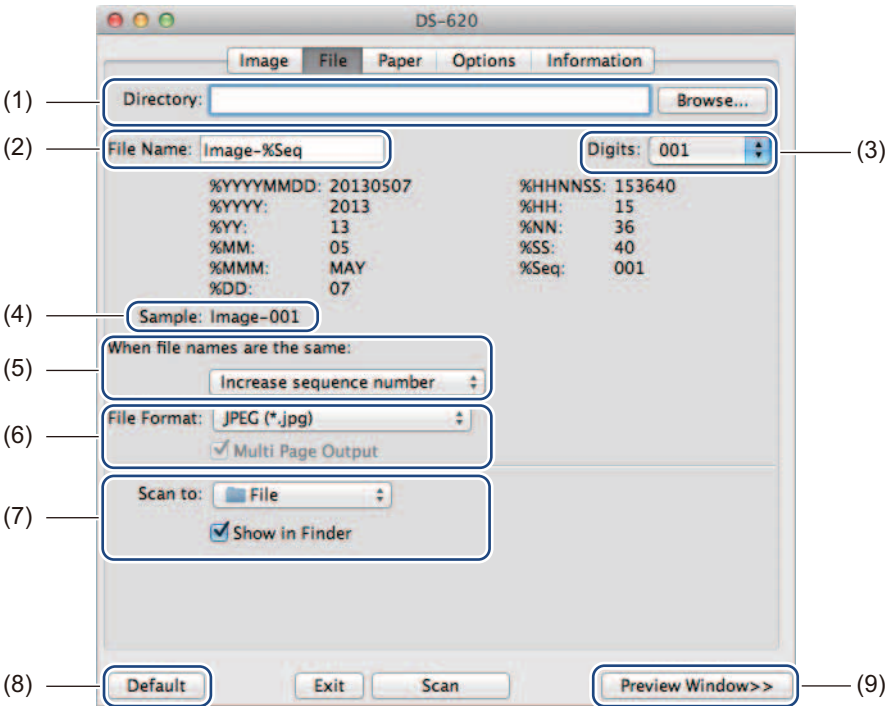 DS-620
Image File Paper Options Information
(1) Directory: Browse...
(2) File Name: Image-%Seq Digits: 001 (3)
%YYYYMMDD: 20130507 %HHNNSS: 153640
%YYYY: 2013 %HH: 15
%YY: 13 %NN: 36
%MM: 05 %SS: 40
%MMM: MAY %Seq: 001
%DD: 07
(4) Sample: Image-001
When file names are the same:
(5) Increase sequence number
(6) File Format: JPEG (*.jpg)
Multi Page Output
Scan to: File
(7) Show in Finder
(8) Default Exit Scan Preview Window>> (9)